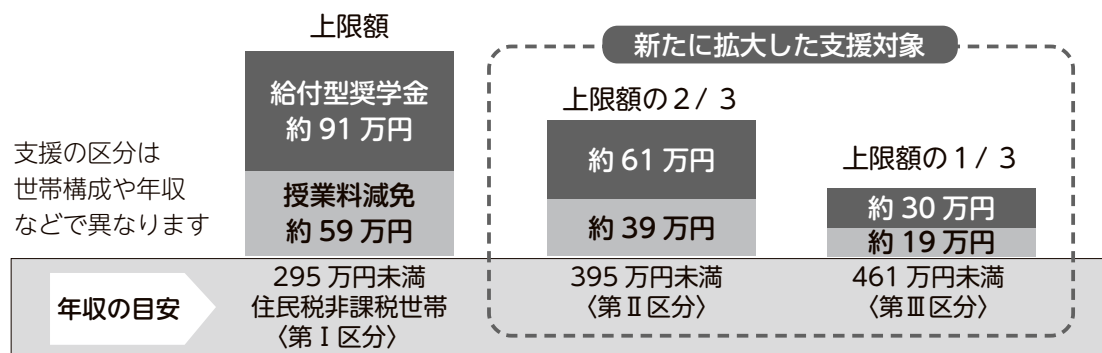 上限額
給付型奨学金
約 91 万円
授業料減免
約 59 万円
新たに拡大した支援対象
上限額の2/ 3
約 61 万円
約 39 万円
上限額の1/ 3
約 30 万円
約 19 万円
支援の区分は
世帯構成や年収
などで異なります
年収の目安
295 万円未満
住民税非課税世帯
〈第Ⅰ区分〉
395 万円未満
〈第Ⅱ区分〉
461 万円未満
〈第Ⅲ区分〉